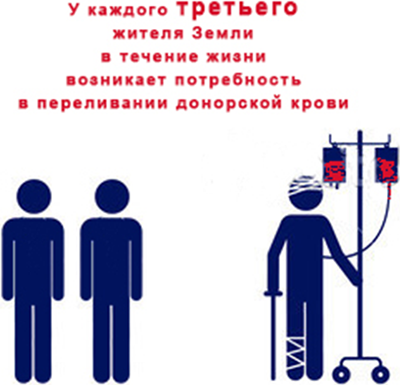 У каждого третьего
жителя Земли
в течение жизни
возникает потребность
в переливании донорской крови